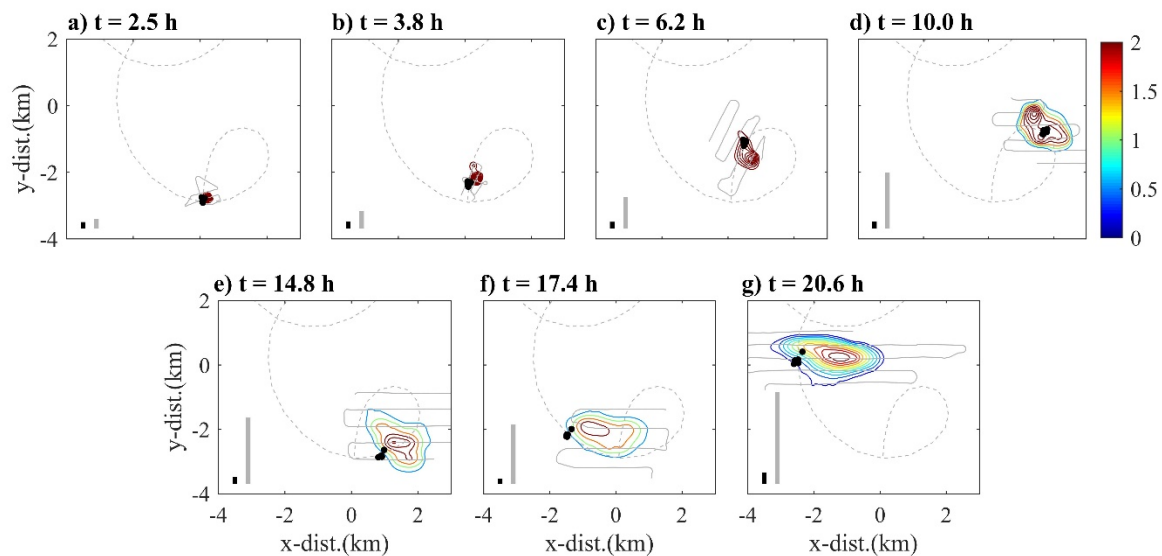 a) t = 2.5 h
b) t = 3.8 h
c) t = 6.2 h
d) t = 10.0 h
2
0
-2
-4
y-dist.(km)
2
1.5
1
0.5
0
e) t = 14.8 h
f) t = 17.4 h
g) t = 20.6 h
2
0
-2
-4
y-dist.(km)
-4 -2 0 2
-4 -2 0 2
-4 -2 0 2
x-dist.(km)
x-dist.(km)
x-dist.(km)